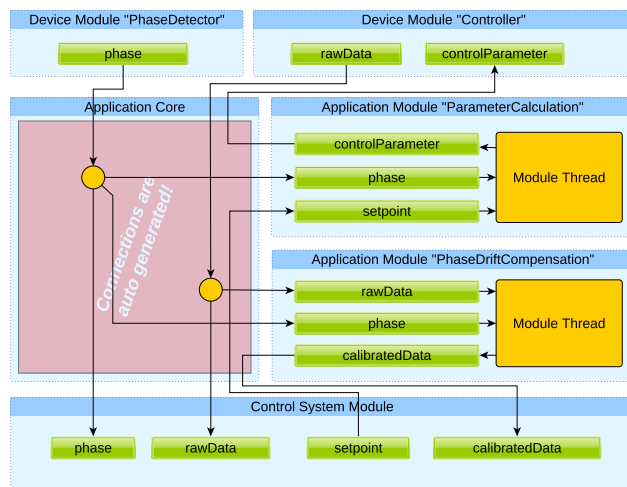 Device Module "PhaseDetector"
phase
Device Module "Controller"
rawData
controlParameter
Application Core
Connections are
auto generated!
Application Module "ParameterCalculation"
controlParameter
phase
setpoint
Module Thread
Application Module "PhaseDriftCompensation"
rawData
phase
calibratedData
Module Thread
Control System Module
phase
rawData
setpoint
calibratedData